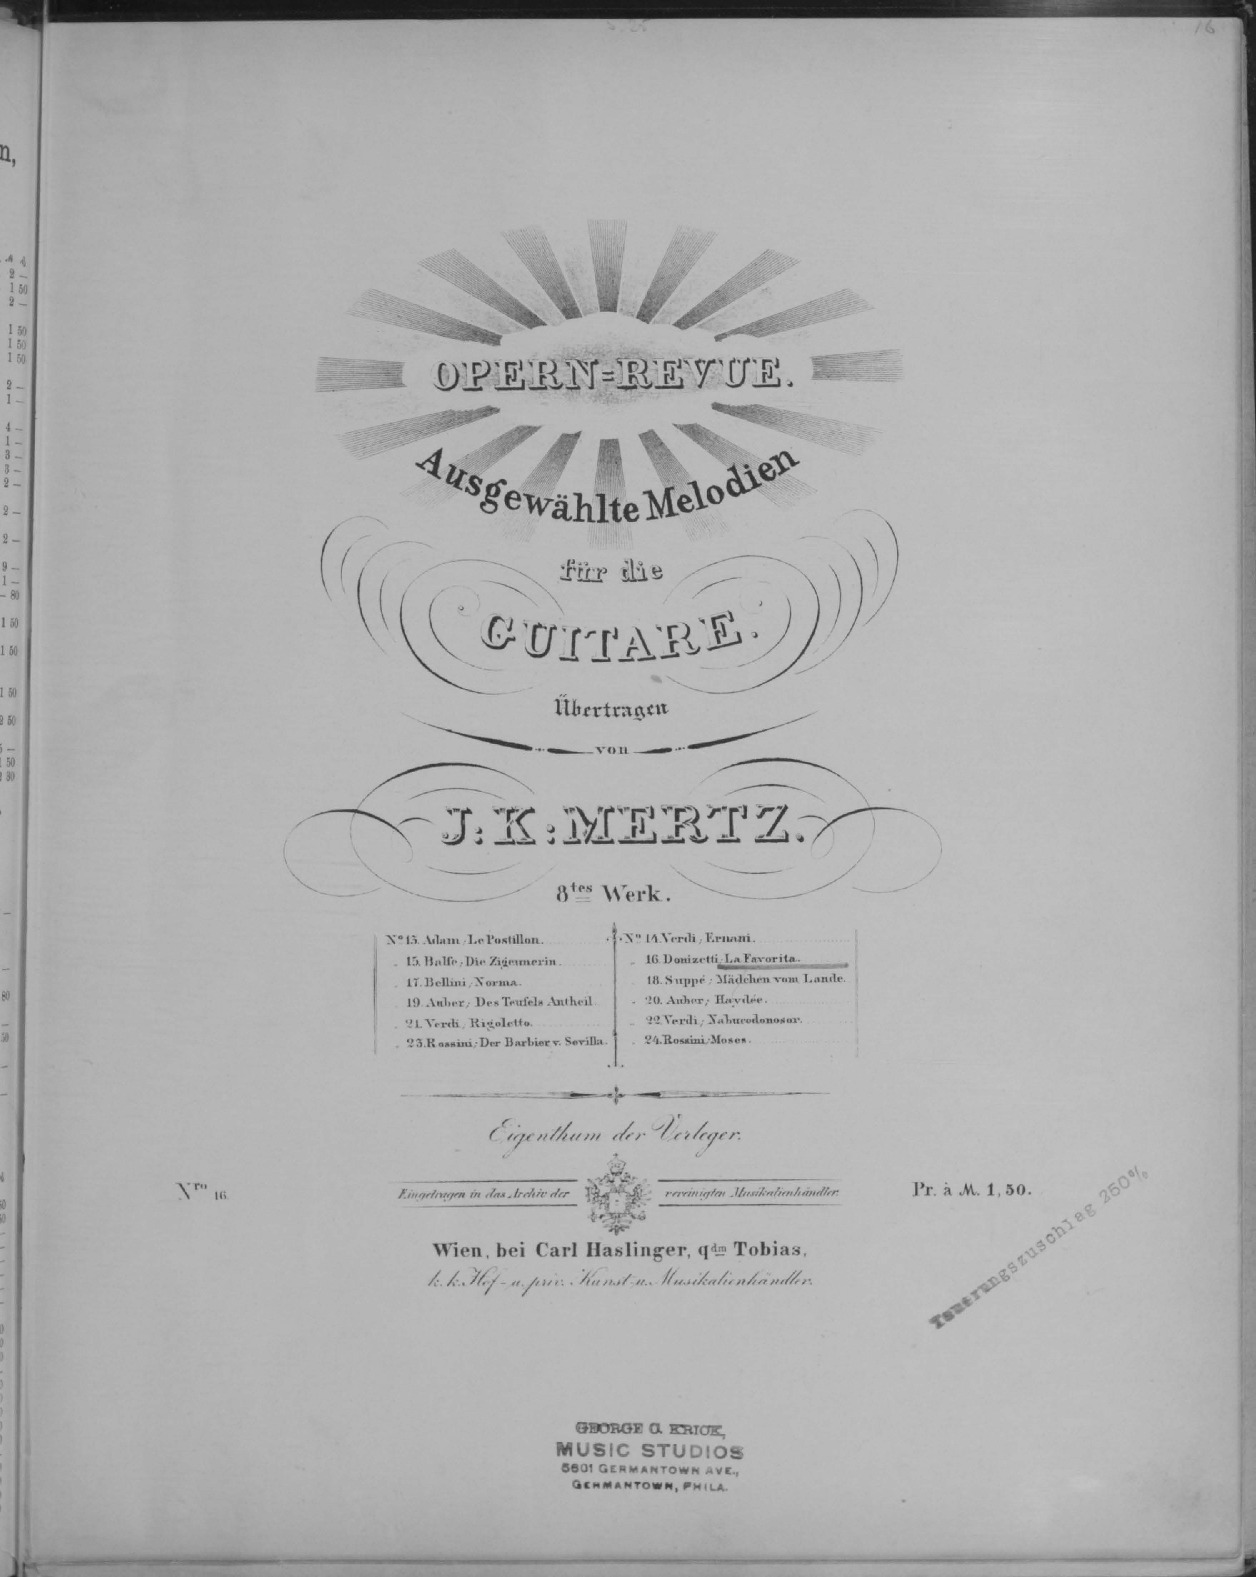 16
n,
OPERN=REVUE.
Ausgewählte Melodien
für die
GUITARE.
Übertragen
von
J: K: MERTZ.
8tes Werk.
No 13. Adam, Le Postillon.
15. Balfe, Die Zigeunerin.
17. Bellini, Norma.
19. Auber, Des Teufels Antheil.
21. Verdi, Rigoletto.
23. Rossini, Der Barbier v. Sevilla.
No 14. Verdi, Ernani.
16. Donizetti, La Favorita.
18. Suppé, Mädchen vom Lande.
20. Auber, Haydée.
22. Verdi, Nabucodonosor.
24. Rossini, Moses.
Eigenthum der Verleger.
Nro 16.
Eingetragen in das Archiv der vereinigten Musikalienhändler.
Pr. à M. 1,50.
Teuerungszuschlag 250%
Wien, bei Carl Haslinger, qdm Tobias,
k. k. Hof- u. priv. Kunst- u. Musikalienhändler.
GEORGE C. KRICK,
MUSIC STUDIOS
5601 GERMANTOWN AVE.,
GERMANTOWN, PHILA.